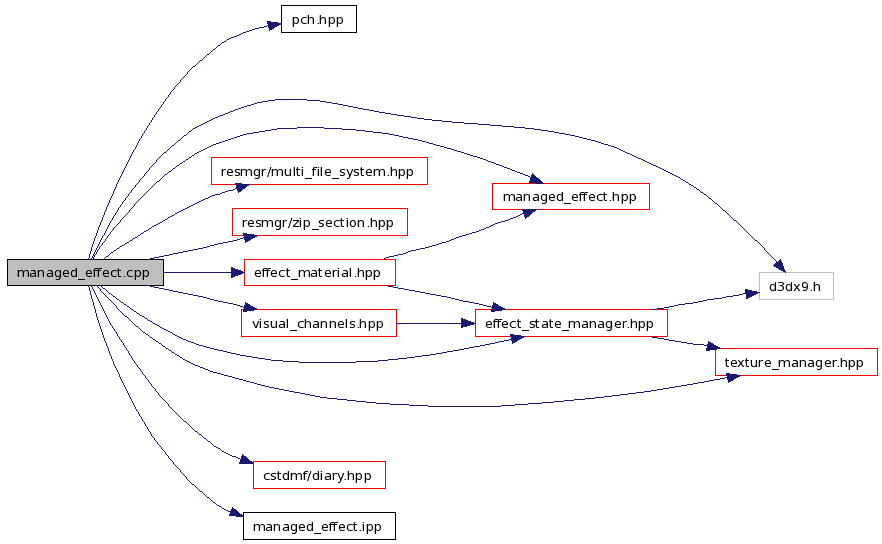 pch.hpp
resmgr/multi_file_system.hpp
managed_effect.hpp
resmgr/zip_section.hpp
managed_effect.cpp
effect_material.hpp
d3dx9.h
visual_channels.hpp
effect_state_manager.hpp
texture_manager.hpp
cstdmf/diary.hpp
managed_effect.ipp